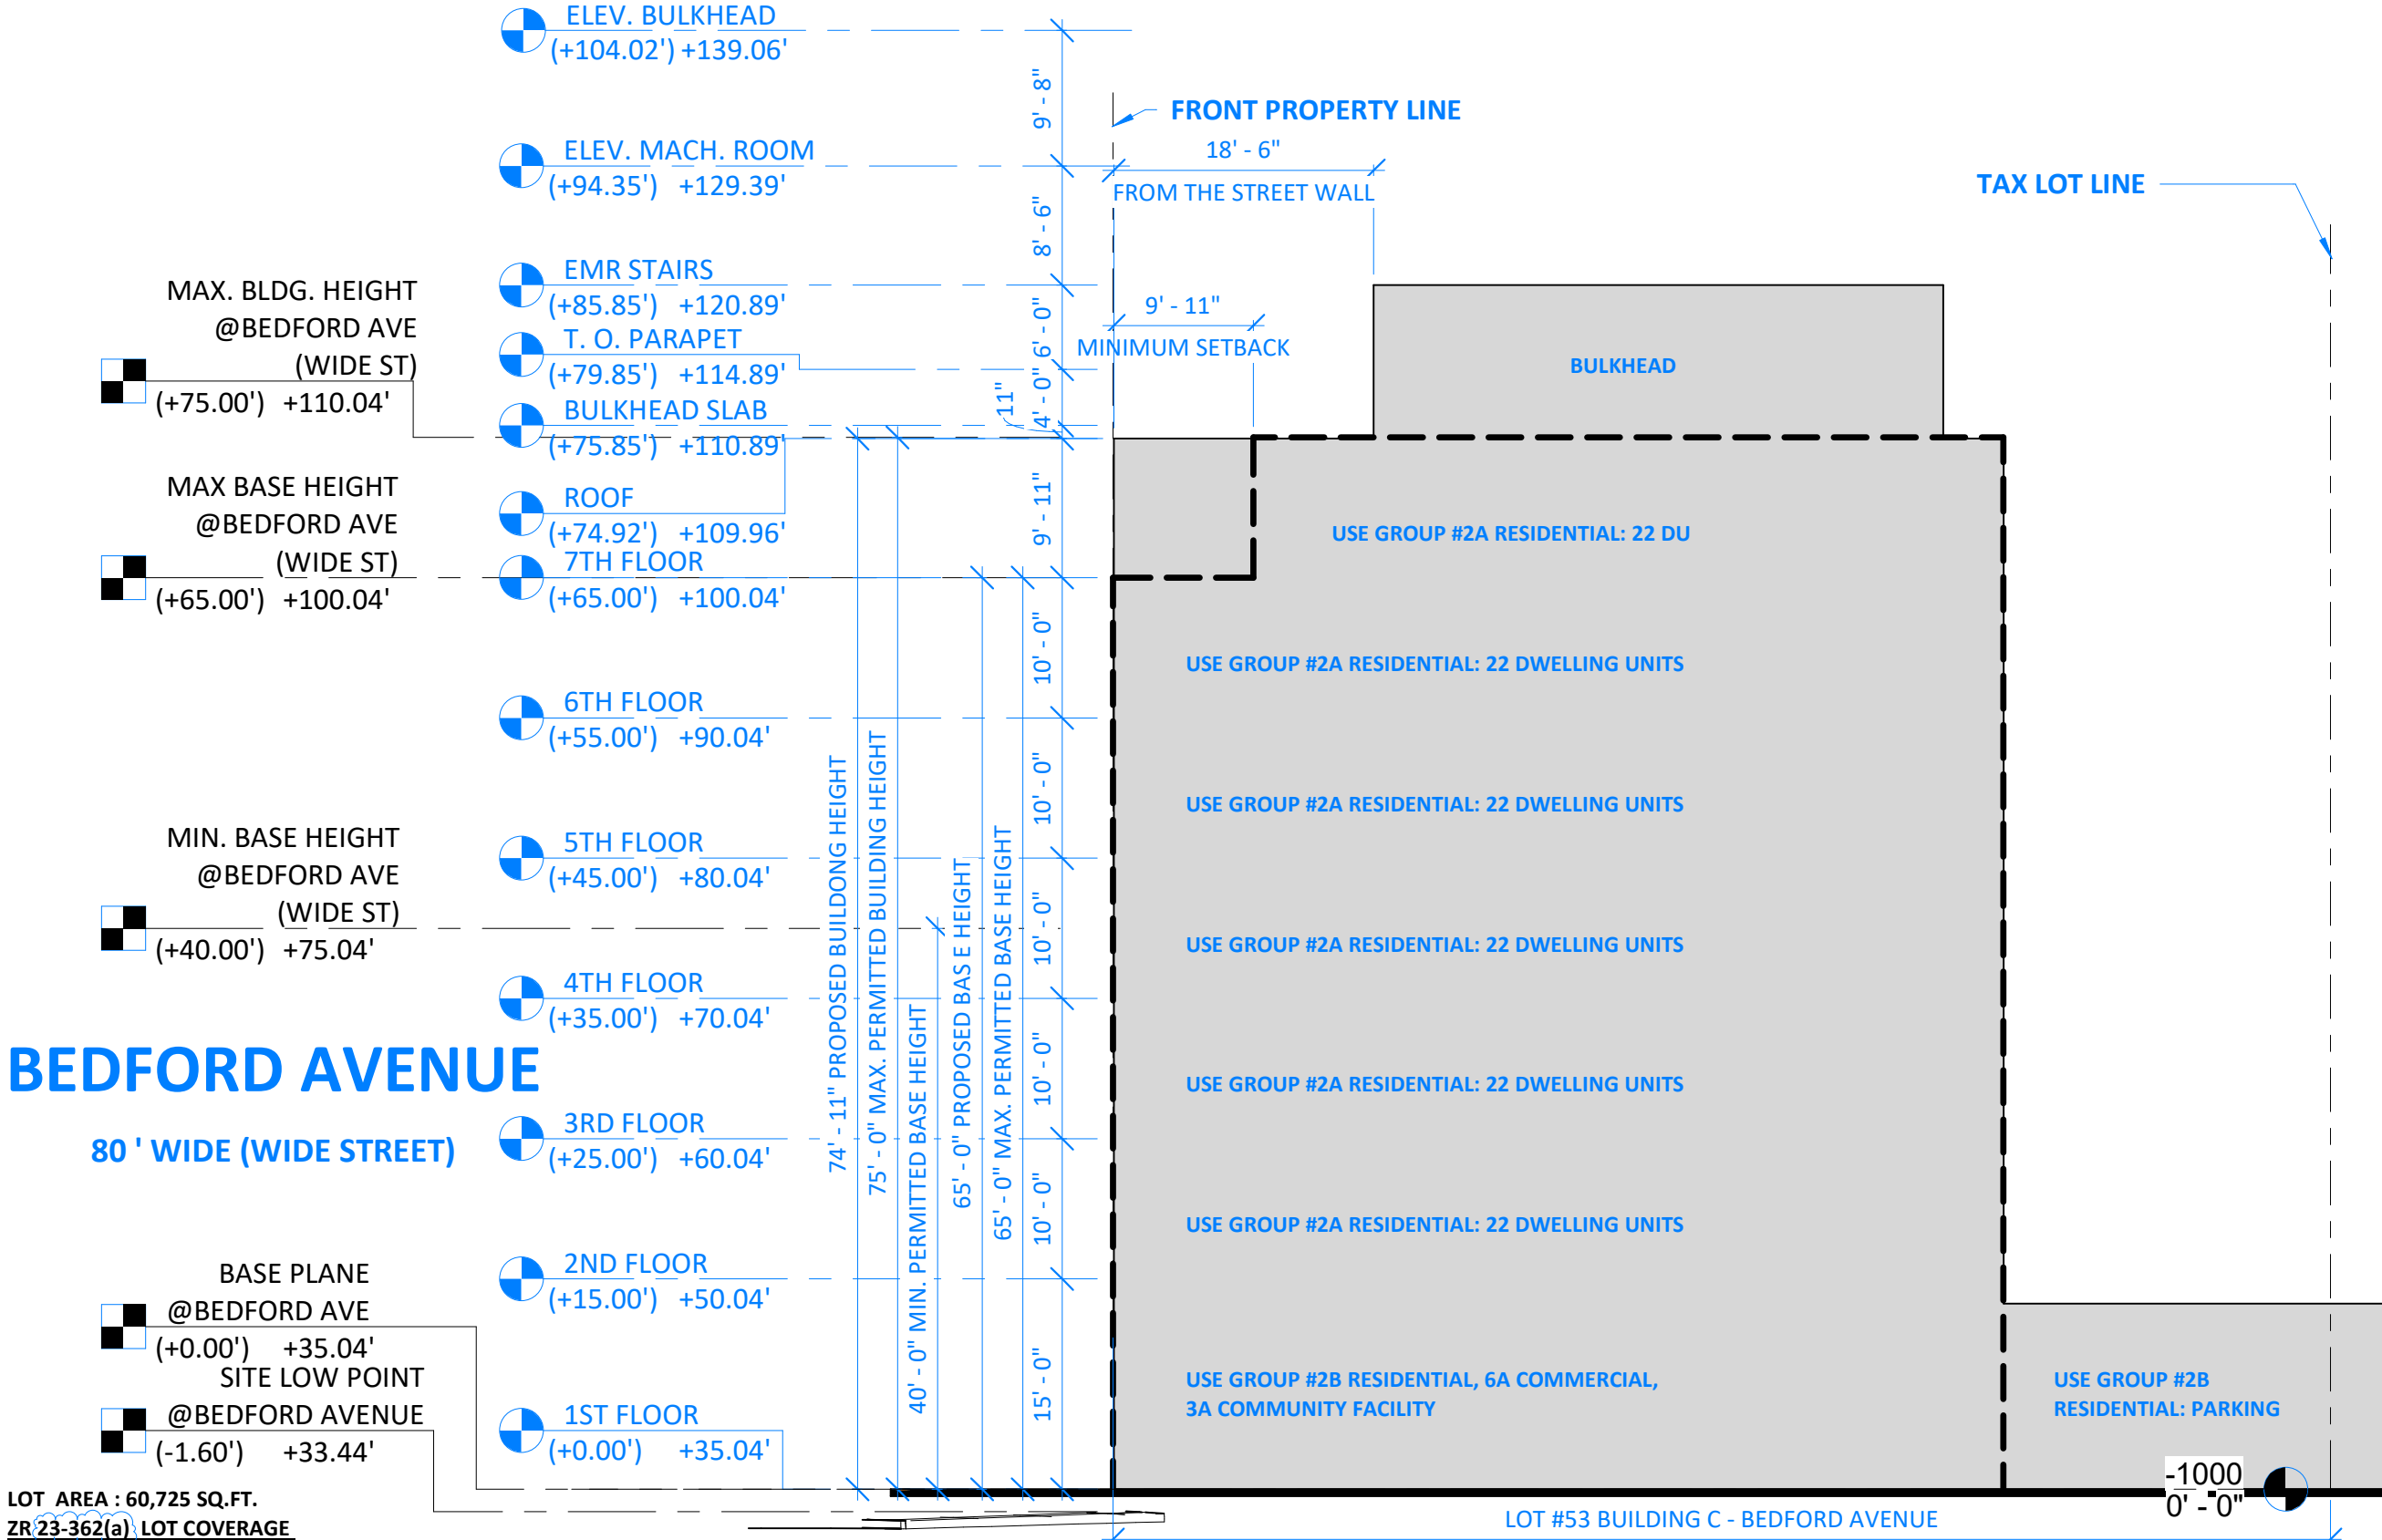 ELEV. BULKHEAD
(+104.02') +139.06'
9' - 8"
FRONT PROPERTY LINE
18' - 6"
FROM THE STREET WALL
ELEV. MACH. ROOM
(+94.35') +129.39'
8' - 6"
TAX LOT LINE
EMR STAIRS
(+85.85') +120.89'
6' - 0"
9' - 11"
MINIMUM SETBACK
MAX. BLDG. HEIGHT
@BEDFORD AVE
(WIDE ST)
(+75.00') +110.04'
T. O. PARAPET
(+79.85') +114.89'
4' - 0"
11"
BULKHEAD
BULKHEAD SLAB
(+75.85') +110.89'
MAX BASE HEIGHT
@BEDFORD AVE
(WIDE ST)
(+65.00') +100.04'
ROOF
(+74.92') +109.96'
9' - 11"
USE GROUP #2A RESIDENTIAL: 22 DU
7TH FLOOR
(+65.00') +100.04'
10' - 0"
USE GROUP #2A RESIDENTIAL: 22 DWELLING UNITS
6TH FLOOR
(+55.00') +90.04'
10' - 0"
USE GROUP #2A RESIDENTIAL: 22 DWELLING UNITS
MIN. BASE HEIGHT
@BEDFORD AVE
(WIDE ST)
(+40.00') +75.04'
5TH FLOOR
(+45.00') +80.04'
10' - 0"
USE GROUP #2A RESIDENTIAL: 22 DWELLING UNITS
4TH FLOOR
(+35.00') +70.04'
10' - 0"
USE GROUP #2A RESIDENTIAL: 22 DWELLING UNITS
74' - 11" PROPOSED BUILDONG HEIGHT
75' - 0" MAX. PERMITTED BUILDING HEIGHT
40' - 0" MIN. PERMITTED BASE HEIGHT
65' - 0" PROPOSED BAS E HEIGHT
65' - 0" MAX. PERMITTED BASE HEIGHT
BEDFORD AVENUE
80 ' WIDE (WIDE STREET)
3RD FLOOR
(+25.00') +60.04'
10' - 0"
USE GROUP #2A RESIDENTIAL: 22 DWELLING UNITS
2ND FLOOR
(+15.00') +50.04'
15' - 0"
BASE PLANE
@BEDFORD AVE
(+0.00') +35.04'
SITE LOW POINT
@BEDFORD AVENUE
(-1.60') +33.44'
1ST FLOOR
(+0.00') +35.04'
USE GROUP #2B RESIDENTIAL, 6A COMMERCIAL,
3A COMMUNITY FACILITY
USE GROUP #2B
RESIDENTIAL: PARKING
-1000
0' - 0"
LOT #53 BUILDING C - BEDFORD AVENUE
LOT AREA : 60,725 SQ.FT.
ZR 23-362(a) LOT COVERAGE